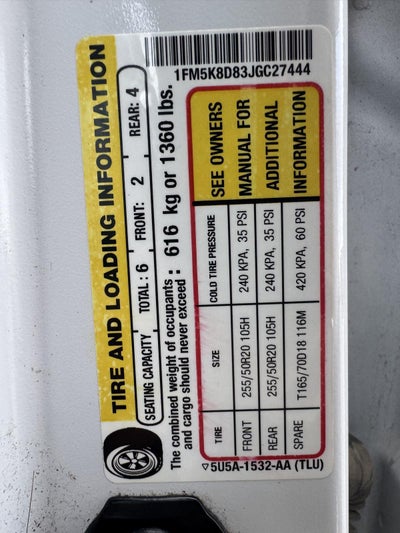 TIRE AND LOADING INFORMATION
SEATING CAPACITY TOTAL : 6 FRONT: 2 REAR: 4
The combined weight of occupants
and cargo should never exceed : 616 kg or 1360 lbs.
TIRE SIZE COLD TIRE PRESSURE SEE OWNERS
FRONT 255/50R20 105H 240 KPA, 35 PSI MANUAL FOR
REAR 255/50R20 105H 240 KPA, 35 PSI ADDITIONAL
SPARE T165/70D18 116M 420 KPA, 60 PSI INFORMATION
5U5A-1532-AA (TLU)
1FM5K8D83JGC27444